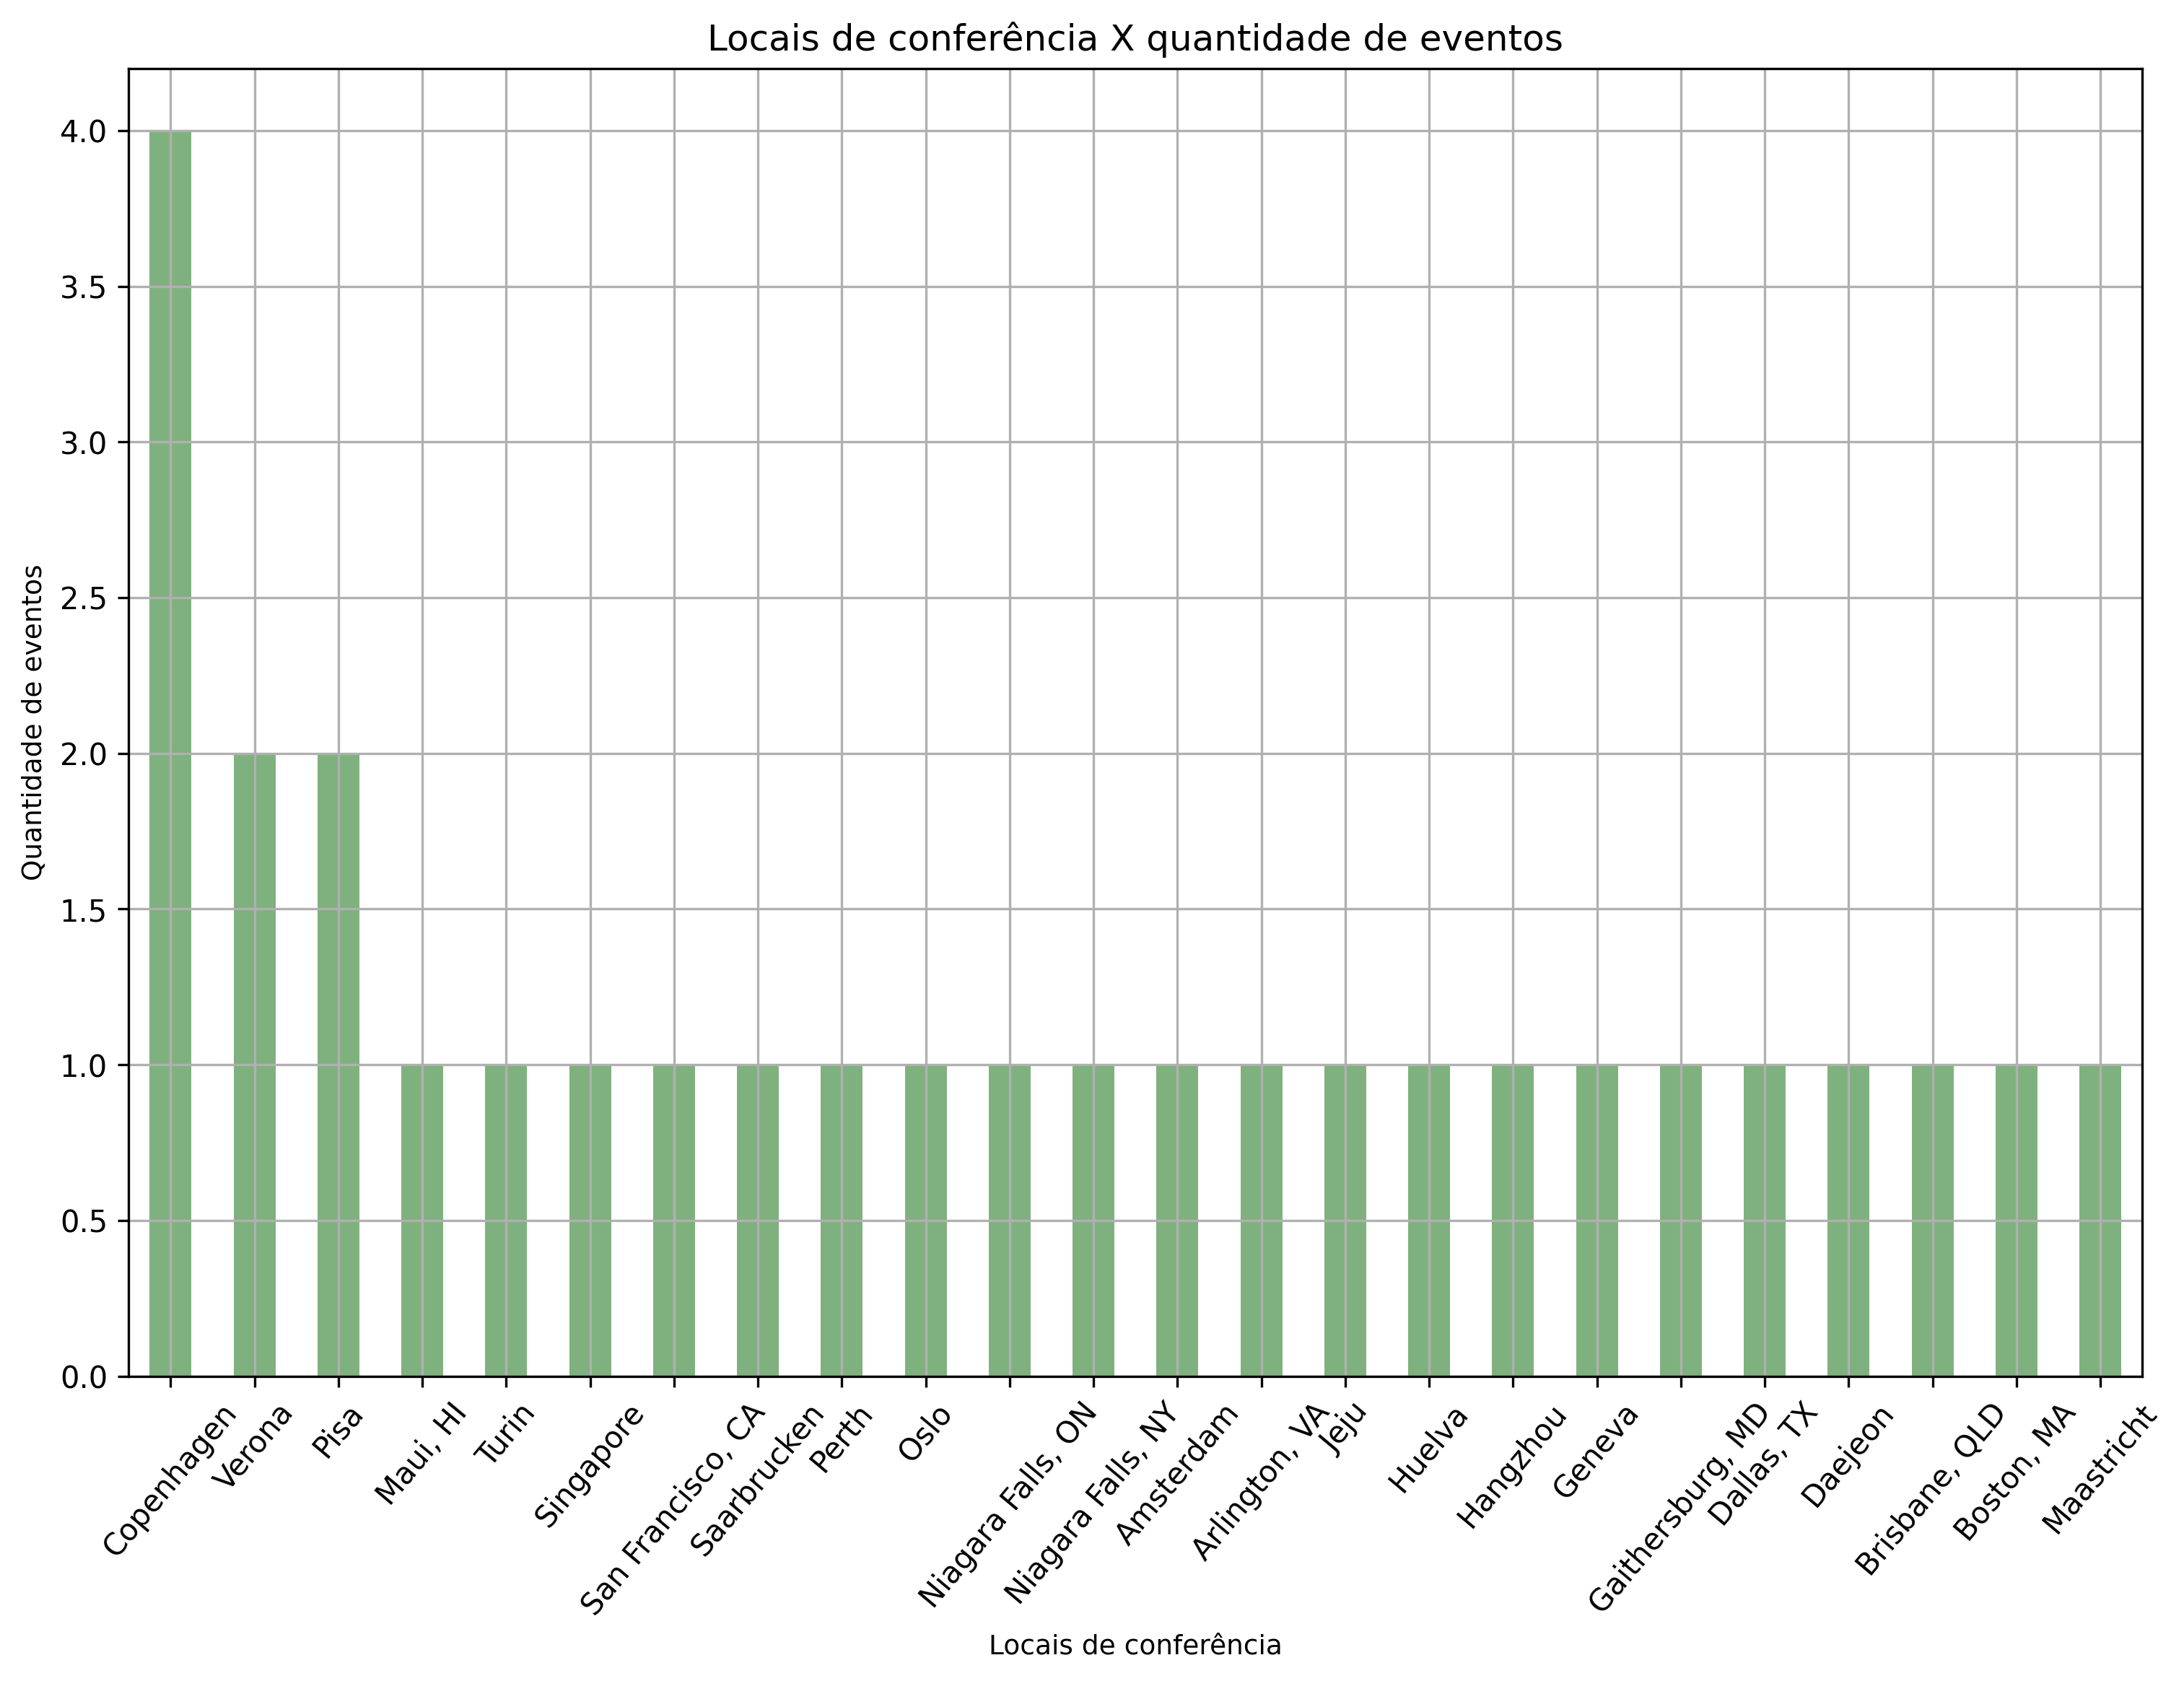 Locais de conferência X quantidade de eventos
Quantidade de eventos
4.0
3.5
3.0
2.5
2.0
1.5
1.0
0.5
0.0
Copenhagen
Verona
Pisa
Maui, HI
Turin
Singapore
San Francisco, CA
Saarbrucken
Perth
Oslo
Niagara Falls, ON
Niagara Falls, NY
Amsterdam
Arlington, VA
Jeju
Huelva
Hangzhou
Geneva
Gaithersburg, MD
Dallas, TX
Daejeon
Brisbane, QLD
Boston, MA
Maastricht
Locais de conferência